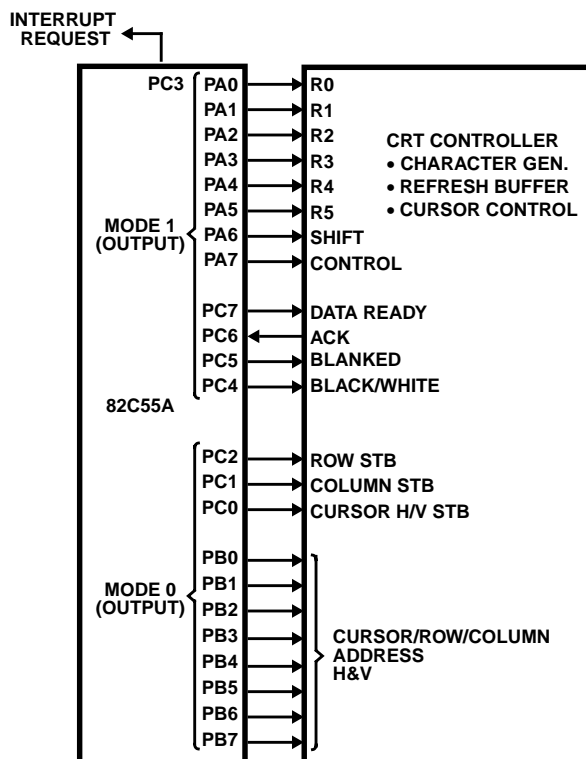 INTERRUPT
REQUEST
PC3 PA0 R0
PA1 R1
PA2 R2
PA3 R3
PA4 R4
PA5 R5
PA6 SHIFT
PA7 CONTROL
CRT CONTROLLER
• CHARACTER GEN.
• REFRESH BUFFER
• CURSOR CONTROL
MODE 1
(OUTPUT)
PC7 DATA READY
PC6 ACK
PC5 BLANKED
PC4 BLACK/WHITE
82C55A
PC2 ROW STB
PC1 COLUMN STB
PC0 CURSOR H/V STB
MODE 0
(OUTPUT)
PB0
PB1
PB2
PB3
PB4
PB5
PB6
PB7
CURSOR/ROW/COLUMN
ADDRESS
H&V